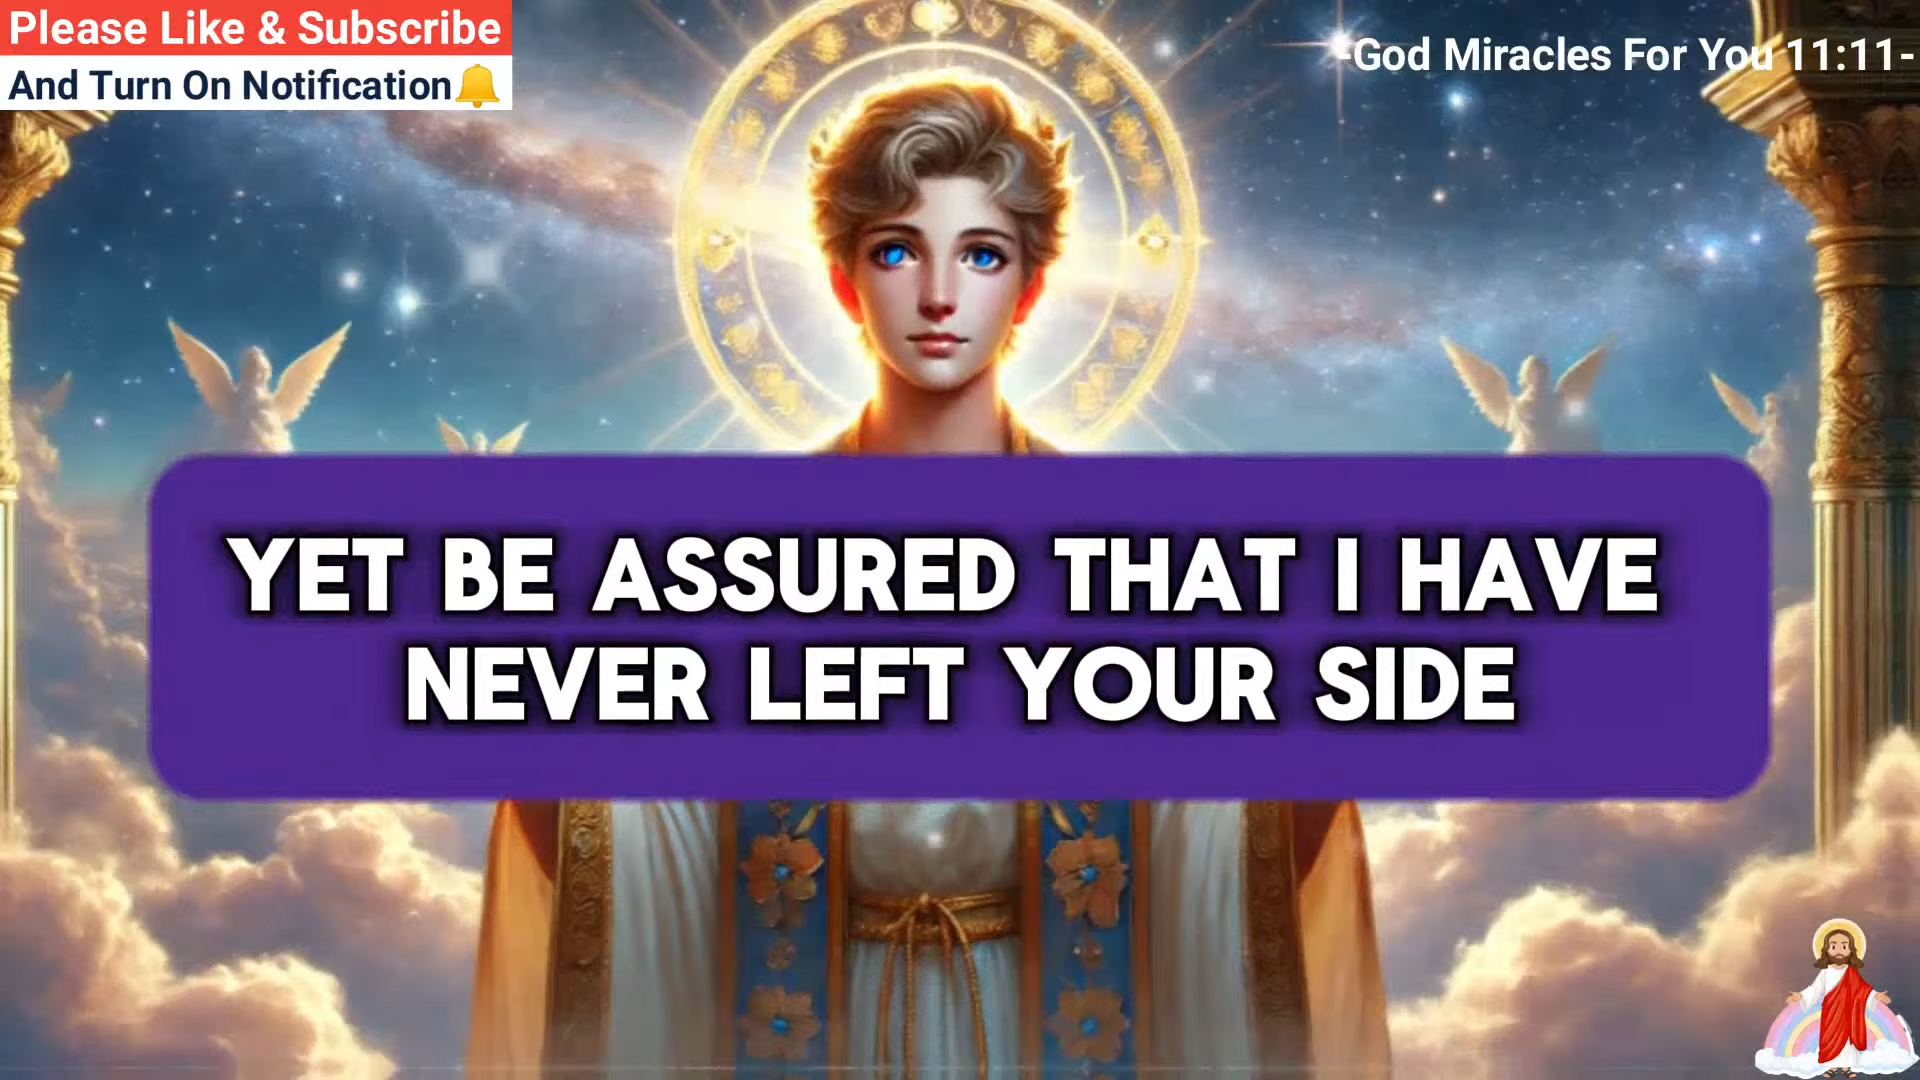 Please Like & Subscribe
And Turn On Notification🔔
-God Miracles For You 11:11-
YET BE ASSURED THAT I HAVE
NEVER LEFT YOUR SIDE